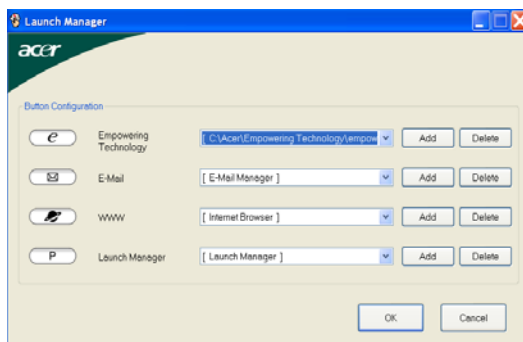 Launch Manager
acer
Button Configuration
e Empowering Technology [ C:\Acer\Empowering Technology\empow Add Delete
E-Mail [ E-Mail Manager ] Add Delete
WWW [ Internet Browser ] Add Delete
P Launch Manager [ Launch Manager ] Add Delete
OK Cancel